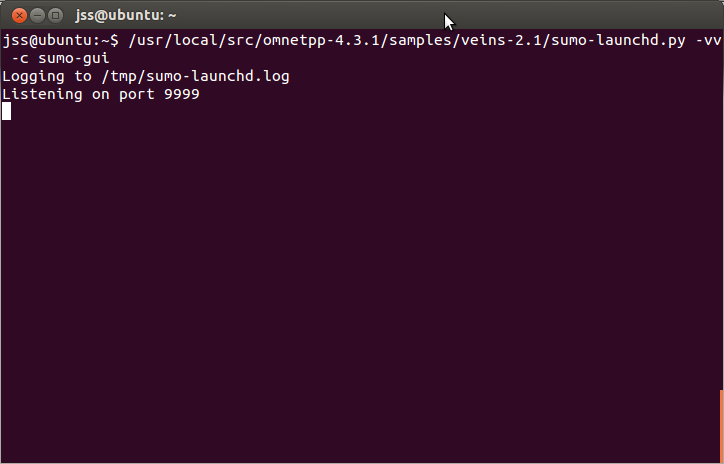 jss@ubuntu: ~
jss@ubuntu:~$ /usr/local/src/omnetpp-4.3.1/samples/veins-2.1/sumo-launchd.py -vv
 -c sumo-gui
Logging to /tmp/sumo-launchd.log
Listening on port 9999